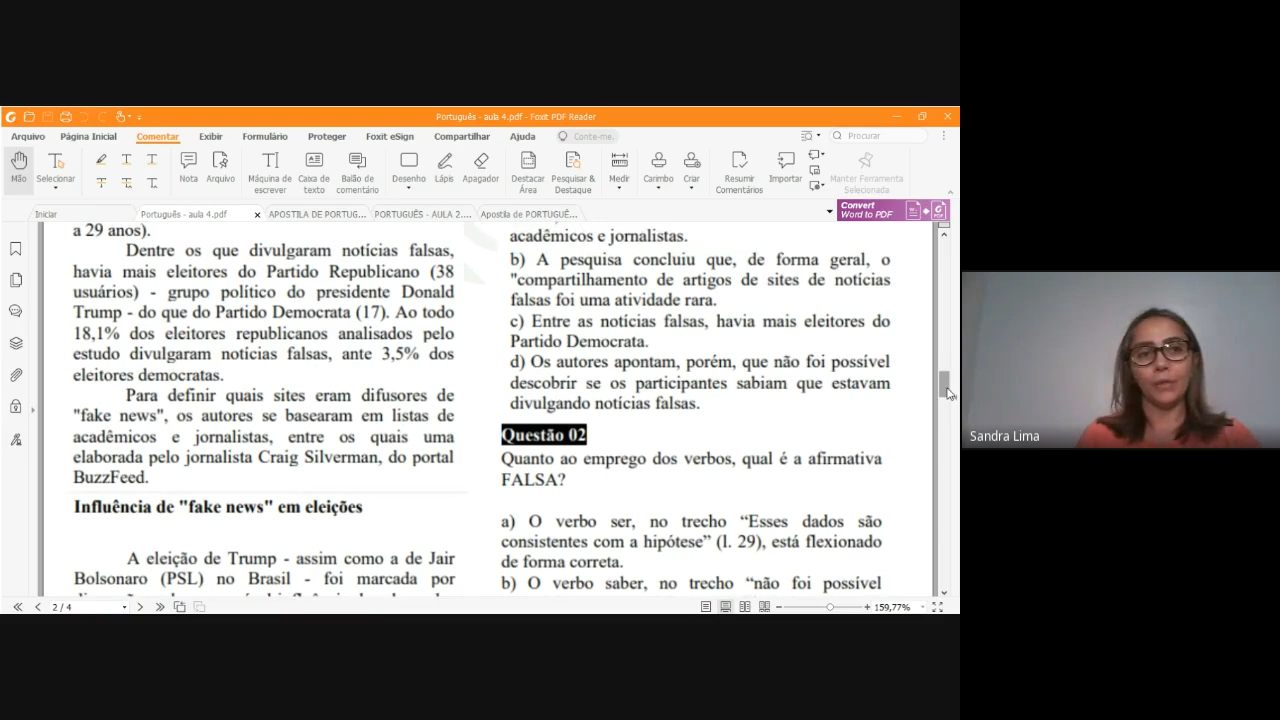 Português - aula 4.pdf - Foxit PDF Reader
Arquivo Página Inicial Comentar Exibir Formulário Proteger Foxit eSign Compartilhar Ajuda Conte-me. Procurar
Mão
Selecionar
Nota
Arquivo
Máquina de
escrever
Caixa de
texto
Balão de
comentário
Desenho
Lápis
Apagador
Destacar
Área
Pesquisar &
Destaque
Medir
Carimbo
Criar
Resumir
Comentários
Importar
Manter Ferramenta
Selecionada
Iniciar
Português - aula 4.pdf
APOSTILA DE PORTUG...
PORTUGUÊS - AULA 2....
Apostila de PORTUGUÊ...
Convert
Word to PDF
a 29 anos).
Dentre os que divulgaram notícias falsas,
havia mais eleitores do Partido Republicano (38
usuários) - grupo político do presidente Donald
Trump - do que do Partido Democrata (17). Ao todo
18,1% dos eleitores republicanos analisados pelo
estudo divulgaram notícias falsas, ante 3,5% dos
eleitores democratas.
Para definir quais sites eram difusores de
"fake news", os autores se basearam em listas de
acadêmicos e jornalistas, entre os quais uma
elaborada pelo jornalista Craig Silverman, do portal
BuzzFeed.
Influência de "fake news" em eleições
A eleição de Trump - assim como a de Jair
Bolsonaro (PSL) no Brasil - foi marcada por
acadêmicos e jornalistas.
b) A pesquisa concluiu que, de forma geral, o
"compartilhamento de artigos de sites de notícias
falsas foi uma atividade rara.
c) Entre as notícias falsas, havia mais eleitores do
Partido Democrata.
d) Os autores apontam, porém, que não foi possível
descobrir se os participantes sabiam que estavam
divulgando notícias falsas.
Questão 02
Quanto ao emprego dos verbos, qual é a afirmativa
FALSA?
a) O verbo ser, no trecho “Esses dados são
consistentes com a hipótese” (l. 29), está flexionado
de forma correta.
b) O verbo saber, no trecho “não foi possível
2 / 4
159,77%
Sandra Lima